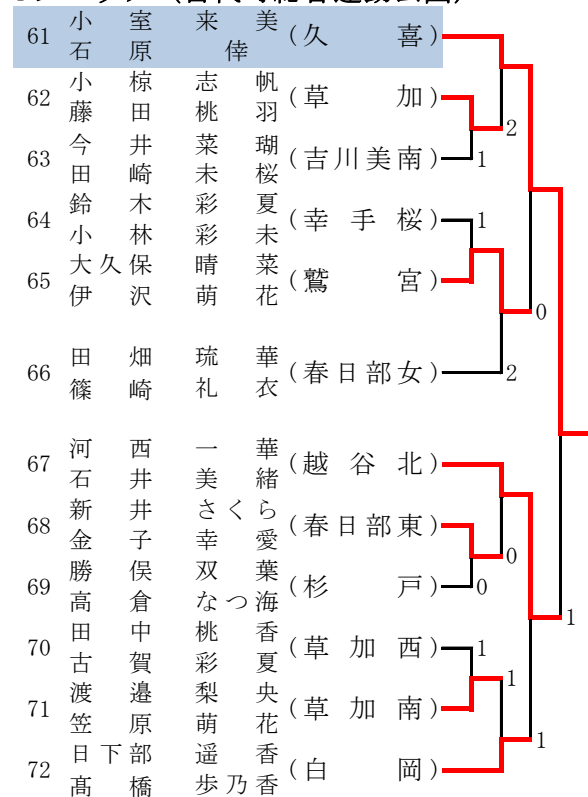 61 小室来美 (久喜)
石原倖
62 小椋志帆 (草加)
藤田桃羽
2
63 今井菜瑚 (吉川美南) 1
田崎未桜
64 鈴木彩夏 (幸手桜) 1
小林彩未
65 大久保晴菜 (鷲宮)
伊沢萌花
0
66 田畑琉華 (春日部女) 2
篠崎礼衣
67 河西一華 (越谷北)
石井美緒
68 新井さくら (春日部東)
金子幸愛
0
69 勝俣双葉 (杉戸) 0
高倉なつ海
1
70 田中桃香 (草加西) 1
古賀彩夏
1
71 渡邉梨央 (草加南)
笠原萌花
1
72 日下部遥香 (白岡)
髙橋歩乃香